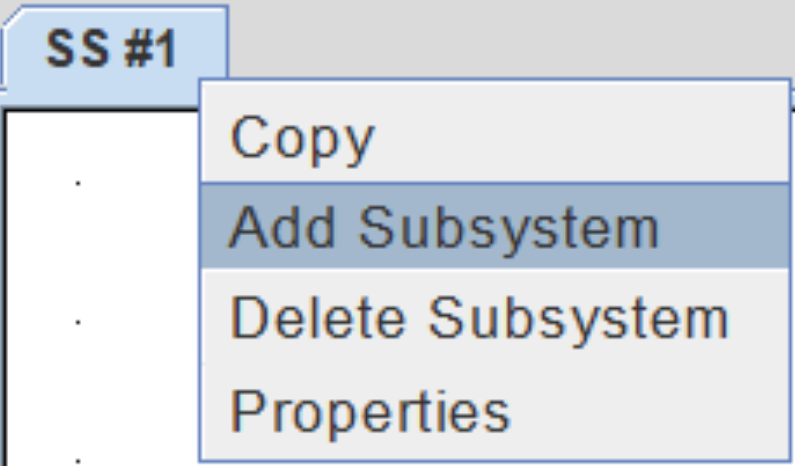 SS #1
Copy
Add Subsystem
Delete Subsystem
Properties